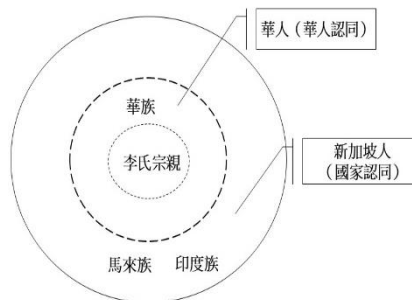 華人（華人認同）
華族
李氏宗親
新加坡人
（國家認同）
馬來族 印度族